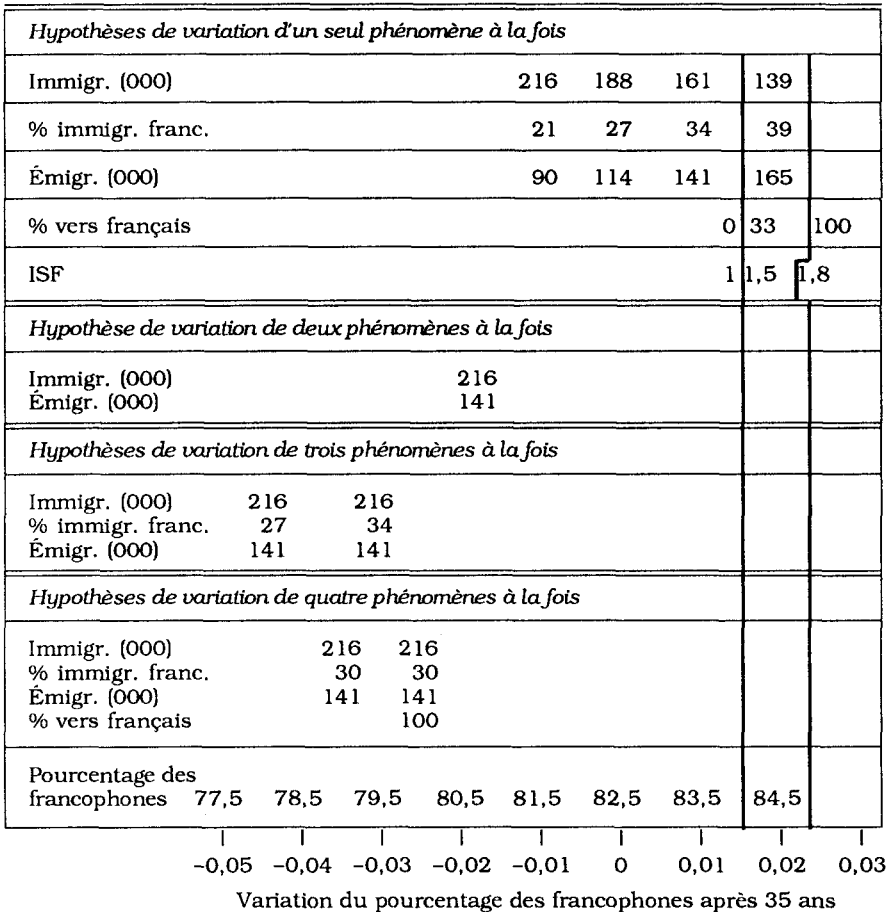 Hypothèses de variation d'un seul phénomène à la fois
Immigr. (000) 216 188 161 139
% immigr. franc. 21 27 34 39
Émigr. (000) 90 114 141 165
% vers français 0 33 100
ISF 1 1,5 1,8
Hypothèse de variation de deux phénomènes à la fois
Immigr. (000) 216
Émigr. (000) 141
Hypothèses de variation de trois phénomènes à la fois
Immigr. (000) 216 216
% immigr. franc. 27 34
Émigr. (000) 141 141
Hypothèses de variation de quatre phénomènes à la fois
Immigr. (000) 216 216
% immigr. franc. 30 30
Émigr. (000) 141 141
% vers français 100
Pourcentage des
francophones 77,5 78,5 79,5 80,5 81,5 82,5 83,5 84,5
-0,05 -0,04 -0,03 -0,02 -0,01 0 0,01 0,02 0,03
Variation du pourcentage des francophones après 35 ans